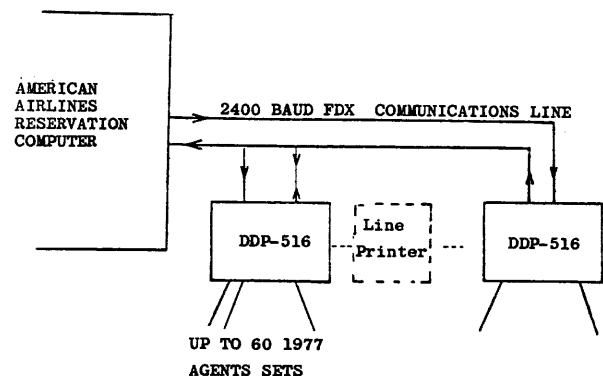 AMERICAN
AIRLINES
RESERVATION
COMPUTER
2400 BAUD FDX COMMUNICATIONS LINE
DDP-516
Line
Printer
DDP-516
UP TO 60 1977
AGENTS SETS